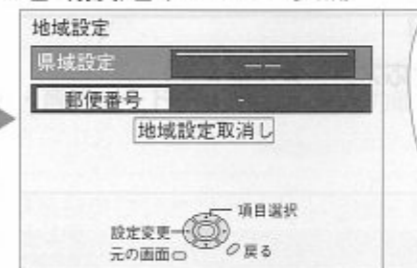 地域設定
県域設定 --
郵便番号 -
地域設定取消し
項目選択
設定変更
元の画面
戻る